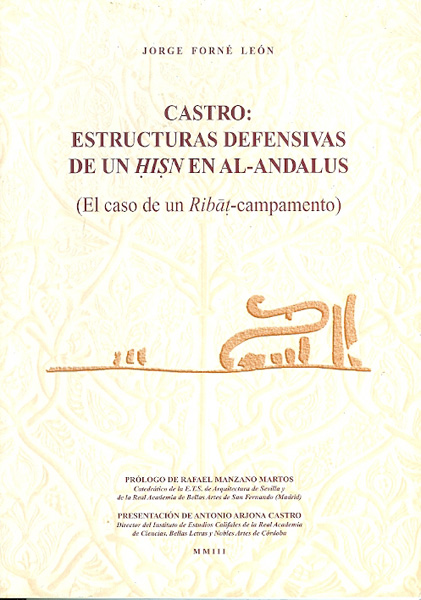 JORGE FORNÉ LEÓN
CASTRO:
ESTRUCTURAS DEFENSIVAS
DE UN ḤIṢN EN AL-ANDALUS
(El caso de un Ribāṭ-campamento)
PRÓLOGO DE RAFAEL MANZANO MARTOS
Catedrático de la E.T.S. de Arquitectura de Sevilla y
de la Real Academia de Bellas Artes de San Fernando (Madrid)
PRESENTACIÓN DE ANTONIO ARJONA CASTRO
Director del Instituto de Estudios Califales de la Real Academia
de Ciencias, Bellas Letras y Nobles Artes de Córdoba
MMIII